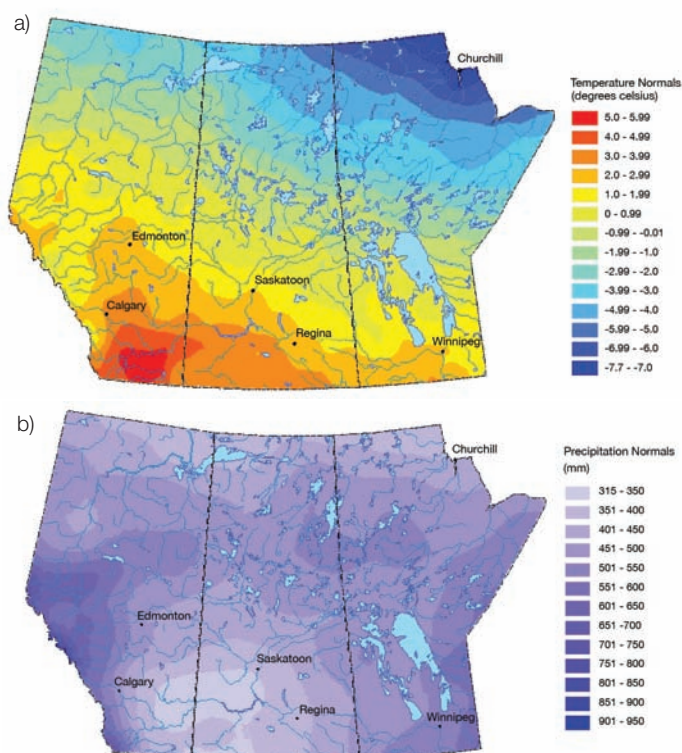 a)
Churchill
Edmonton
Saskatoon
Calgary
Regina
Winnipeg
Temperature Normals
(degrees celsius)
5.0 - 5.99
4.0 - 4.99
3.0 - 3.99
2.0 - 2.99
1.0 - 1.99
0 - 0.99
-0.99 - -0.01
-1.99 - -1.0
-2.99 - -2.0
-3.99 - -3.0
-4.99 - -4.0
-5.99 - -5.0
-6.99 - -6.0
-7.7 - -7.0
b)
Churchill
Edmonton
Saskatoon
Calgary
Regina
Winnipeg
Precipitation Normals
(mm)
315 - 350
351 - 400
401 - 450
451 - 500
501 - 550
551 - 600
601 - 650
651 -700
701 - 750
751 - 800
801 - 850
851 - 900
901 - 950